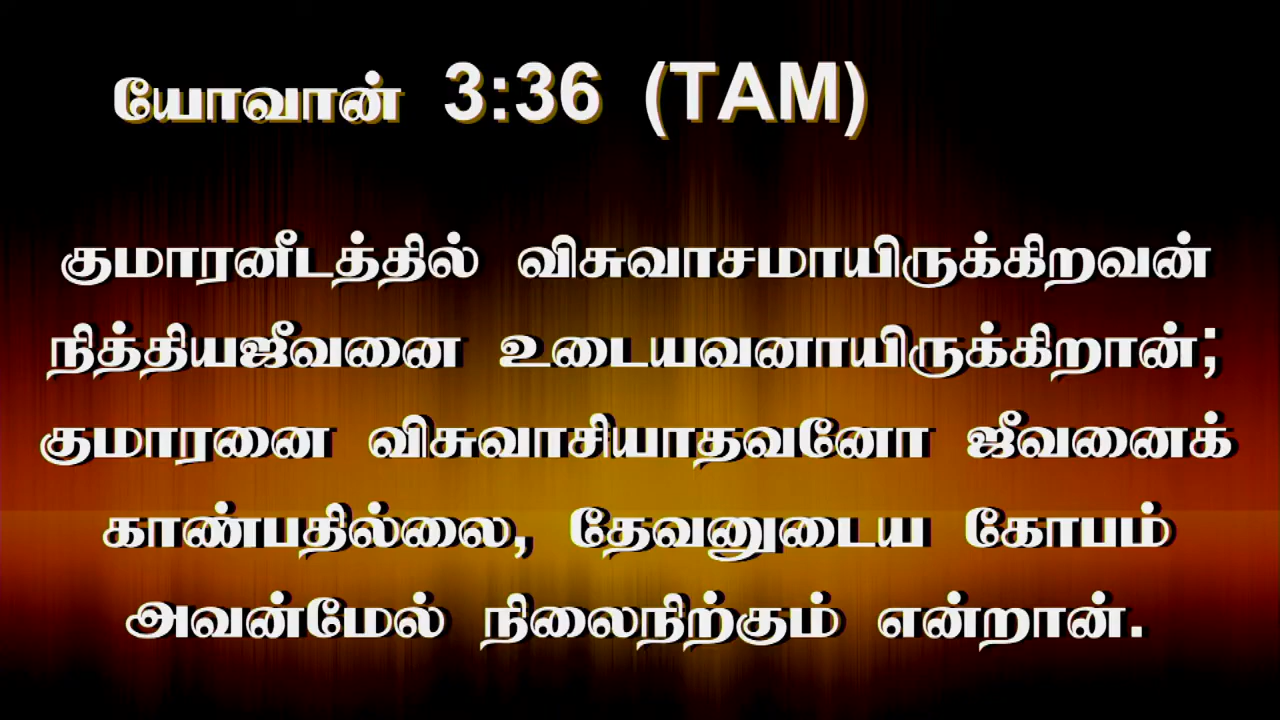 யோவான் 3:36 (TAM)
குமாரனீடத்தில் விசுவாசமாயிருக்கிறவன்
நித்தியஜீவனை உடையவனாயிருக்கிறான்;
குமாரனை விசுவாசியாதவனோ ஜீவனைக்
காண்பதில்லை, தேவனுடைய கோபம்
அவன்மேல் நிலைநிற்கும் என்றான்.